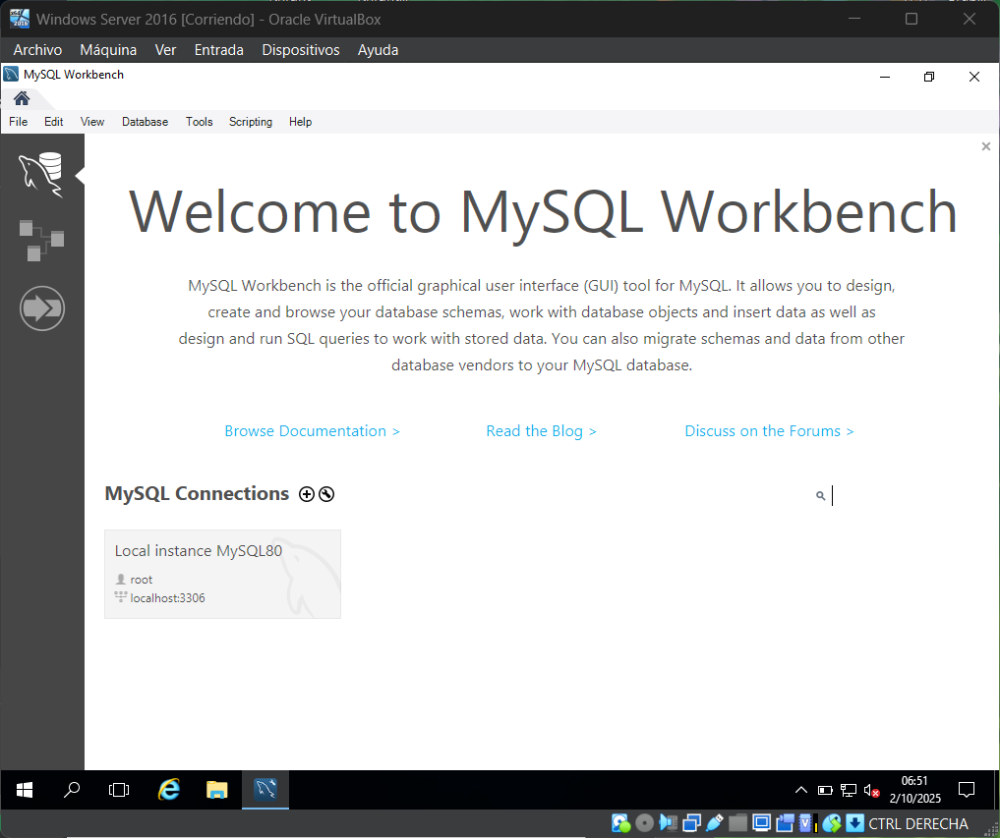 Windows Server 2016 [Corriendo] - Oracle VirtualBox
Archivo Máquina Ver Entrada Dispositivos Ayuda
MySQL Workbench
File Edit View Database Tools Scripting Help
Welcome to MySQL Workbench
MySQL Workbench is the official graphical user interface (GUI) tool for MySQL. It allows you to design,
create and browse your database schemas, work with database objects and insert data as well as
design and run SQL queries to work with stored data. You can also migrate schemas and data from other
database vendors to your MySQL database.
Browse Documentation > Read the Blog > Discuss on the Forums >
MySQL Connections
Local instance MySQL80
root
localhost:3306
06:51
2/10/2025
CTRL DERECHA